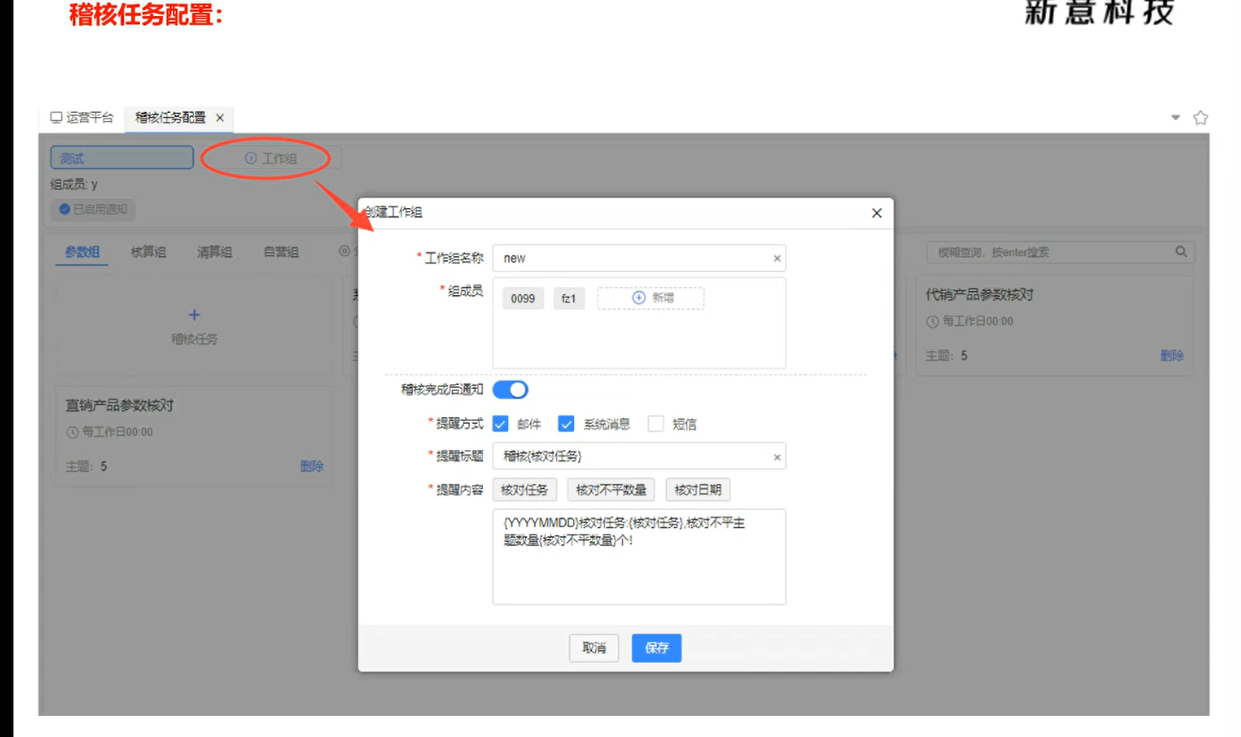 稽核任务配置：
新意科技
运营平台 稽核任务配置 ×
测试 工作组
组成员: y
已启用通知
创建工作组
参数组 核算组 清算组 自营组
模糊查询，按enter搜索
* 工作组名称 new ×
* 组成员 0099 fz1 新增
稽核任务
代销产品参数核对
每工作日00:00
主题: 5 删除
直销产品参数核对
每工作日00:00
主题: 5 删除
稽核完成后通知
* 提醒方式 邮件 系统消息 短信
* 提醒标题 稽核{核对任务} ×
* 提醒内容 核对任务 核对不平数量 核对日期
{YYYYMMDD}核对任务:{核对任务},核对不平主
题数量{核对不平数量}个!
取消 保存